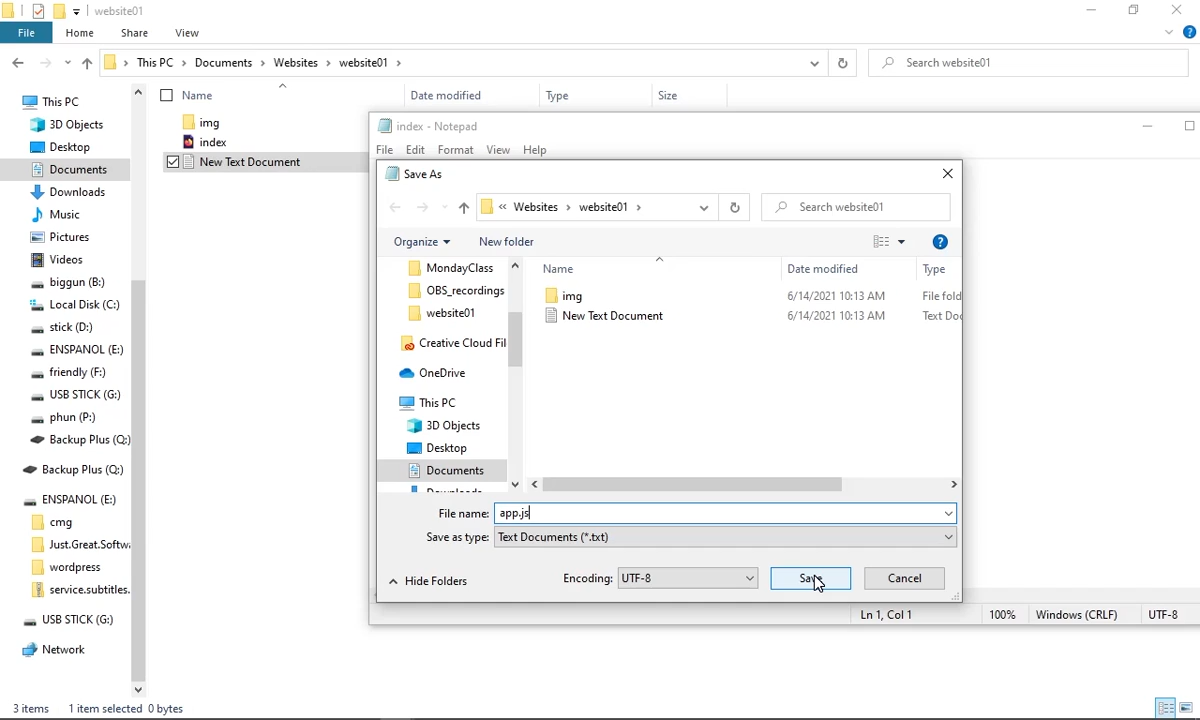 website01
File
Home
Share
View
This PC
Documents
Websites
website01
Search website01
Name
Date modified
Type
Size
This PC
3D Objects
Desktop
Documents
Downloads
Music
Pictures
Videos
biggun (B:)
Local Disk (C:)
stick (D:)
ENSPANOL (E:)
friendly (F:)
USB STICK (G:)
phun (P:)
Backup Plus (Q:)
Backup Plus (Q:)
ENSPANOL (E:)
cmg
Just.Great.Softwa
wordpress
service.subtitles.
USB STICK (G:)
Network
img
index
New Text Document
index - Notepad
File Edit Format View Help
Save As
« Websites › website01 ›
Search website01
Organize
New folder
MondayClass
OBS_recordings
website01
Creative Cloud Fil
OneDrive
This PC
3D Objects
Desktop
Documents
Name
Date modified
Type
img
6/14/2021 10:13 AM
File fold
New Text Document
6/14/2021 10:13 AM
Text Doc
File name: app.js
Save as type: Text Documents (*.txt)
Hide Folders
Encoding: UTF-8
Save
Cancel
Ln 1, Col 1
100%
Windows (CRLF)
UTF-8
3 items
1 item selected 0 bytes